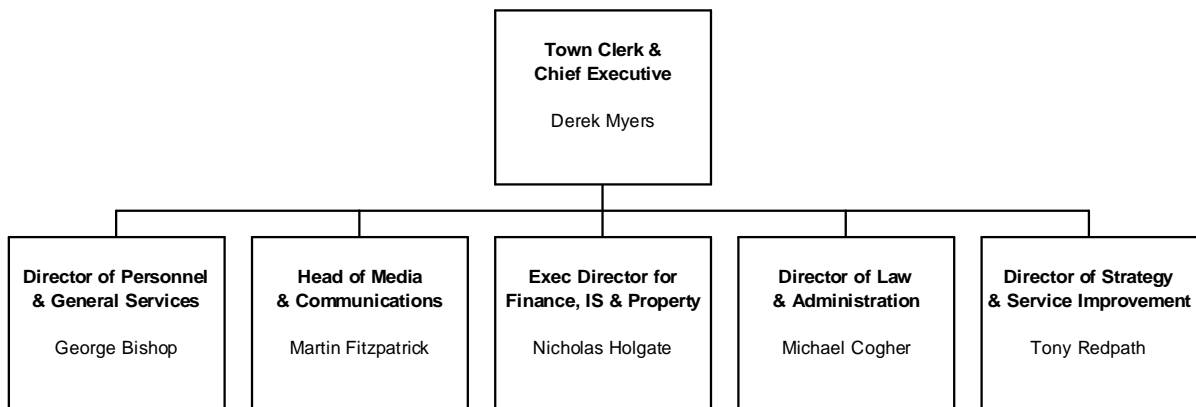 Town Clerk &
Chief Executive
Derek Myers
Director of Personnel
& General Services
George Bishop
Head of Media
& Communications
Martin Fitzpatrick
Exec Director for
Finance, IS & Property
Nicholas Holgate
Director of Law
& Administration
Michael Cogher
Director of Strategy
& Service Improvement
Tony Redpath